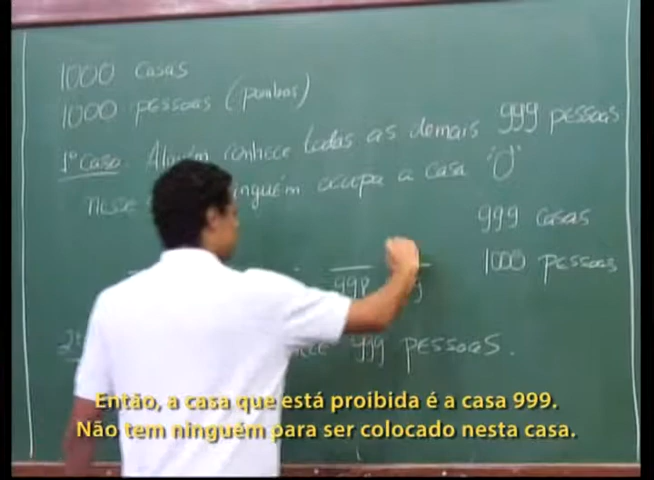 1000 casas
1000 pessoas (pombos)
1º Caso. Alguém conhece todas as demais 999 pessoas
nesse ninguém ocupa a casa "0"
999 casas
1000 pessoas
998
999 pessoas.
Então, a casa que está proibida é a casa 999.
Não tem ninguém para ser colocado nesta casa.